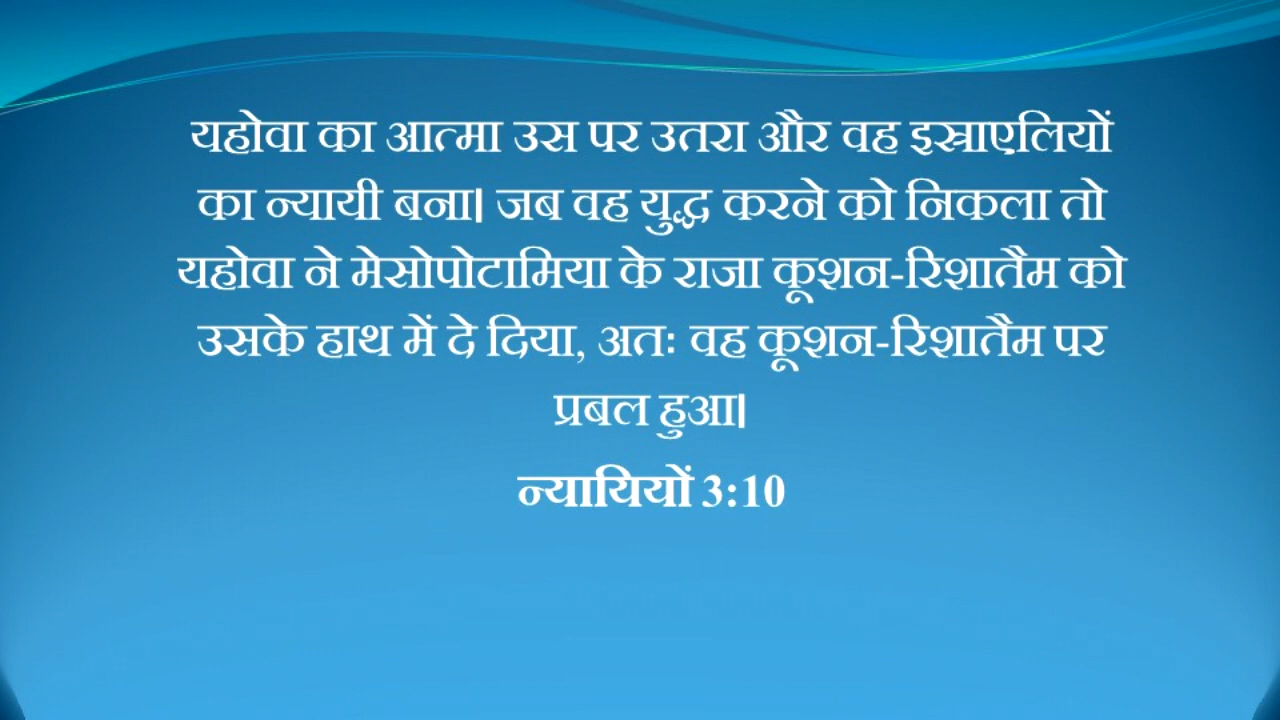 यहोवा का आत्मा उस पर उतरा और वह इस्राएलियों
का न्यायी बना। जब वह युद्ध करने को निकला तो
यहोवा ने मेसोपोटामिया के राजा कूशन-रिशातैम को
उसके हाथ में दे दिया, अतः वह कूशन-रिशातैम पर
प्रबल हुआ।
न्यायियों 3:10